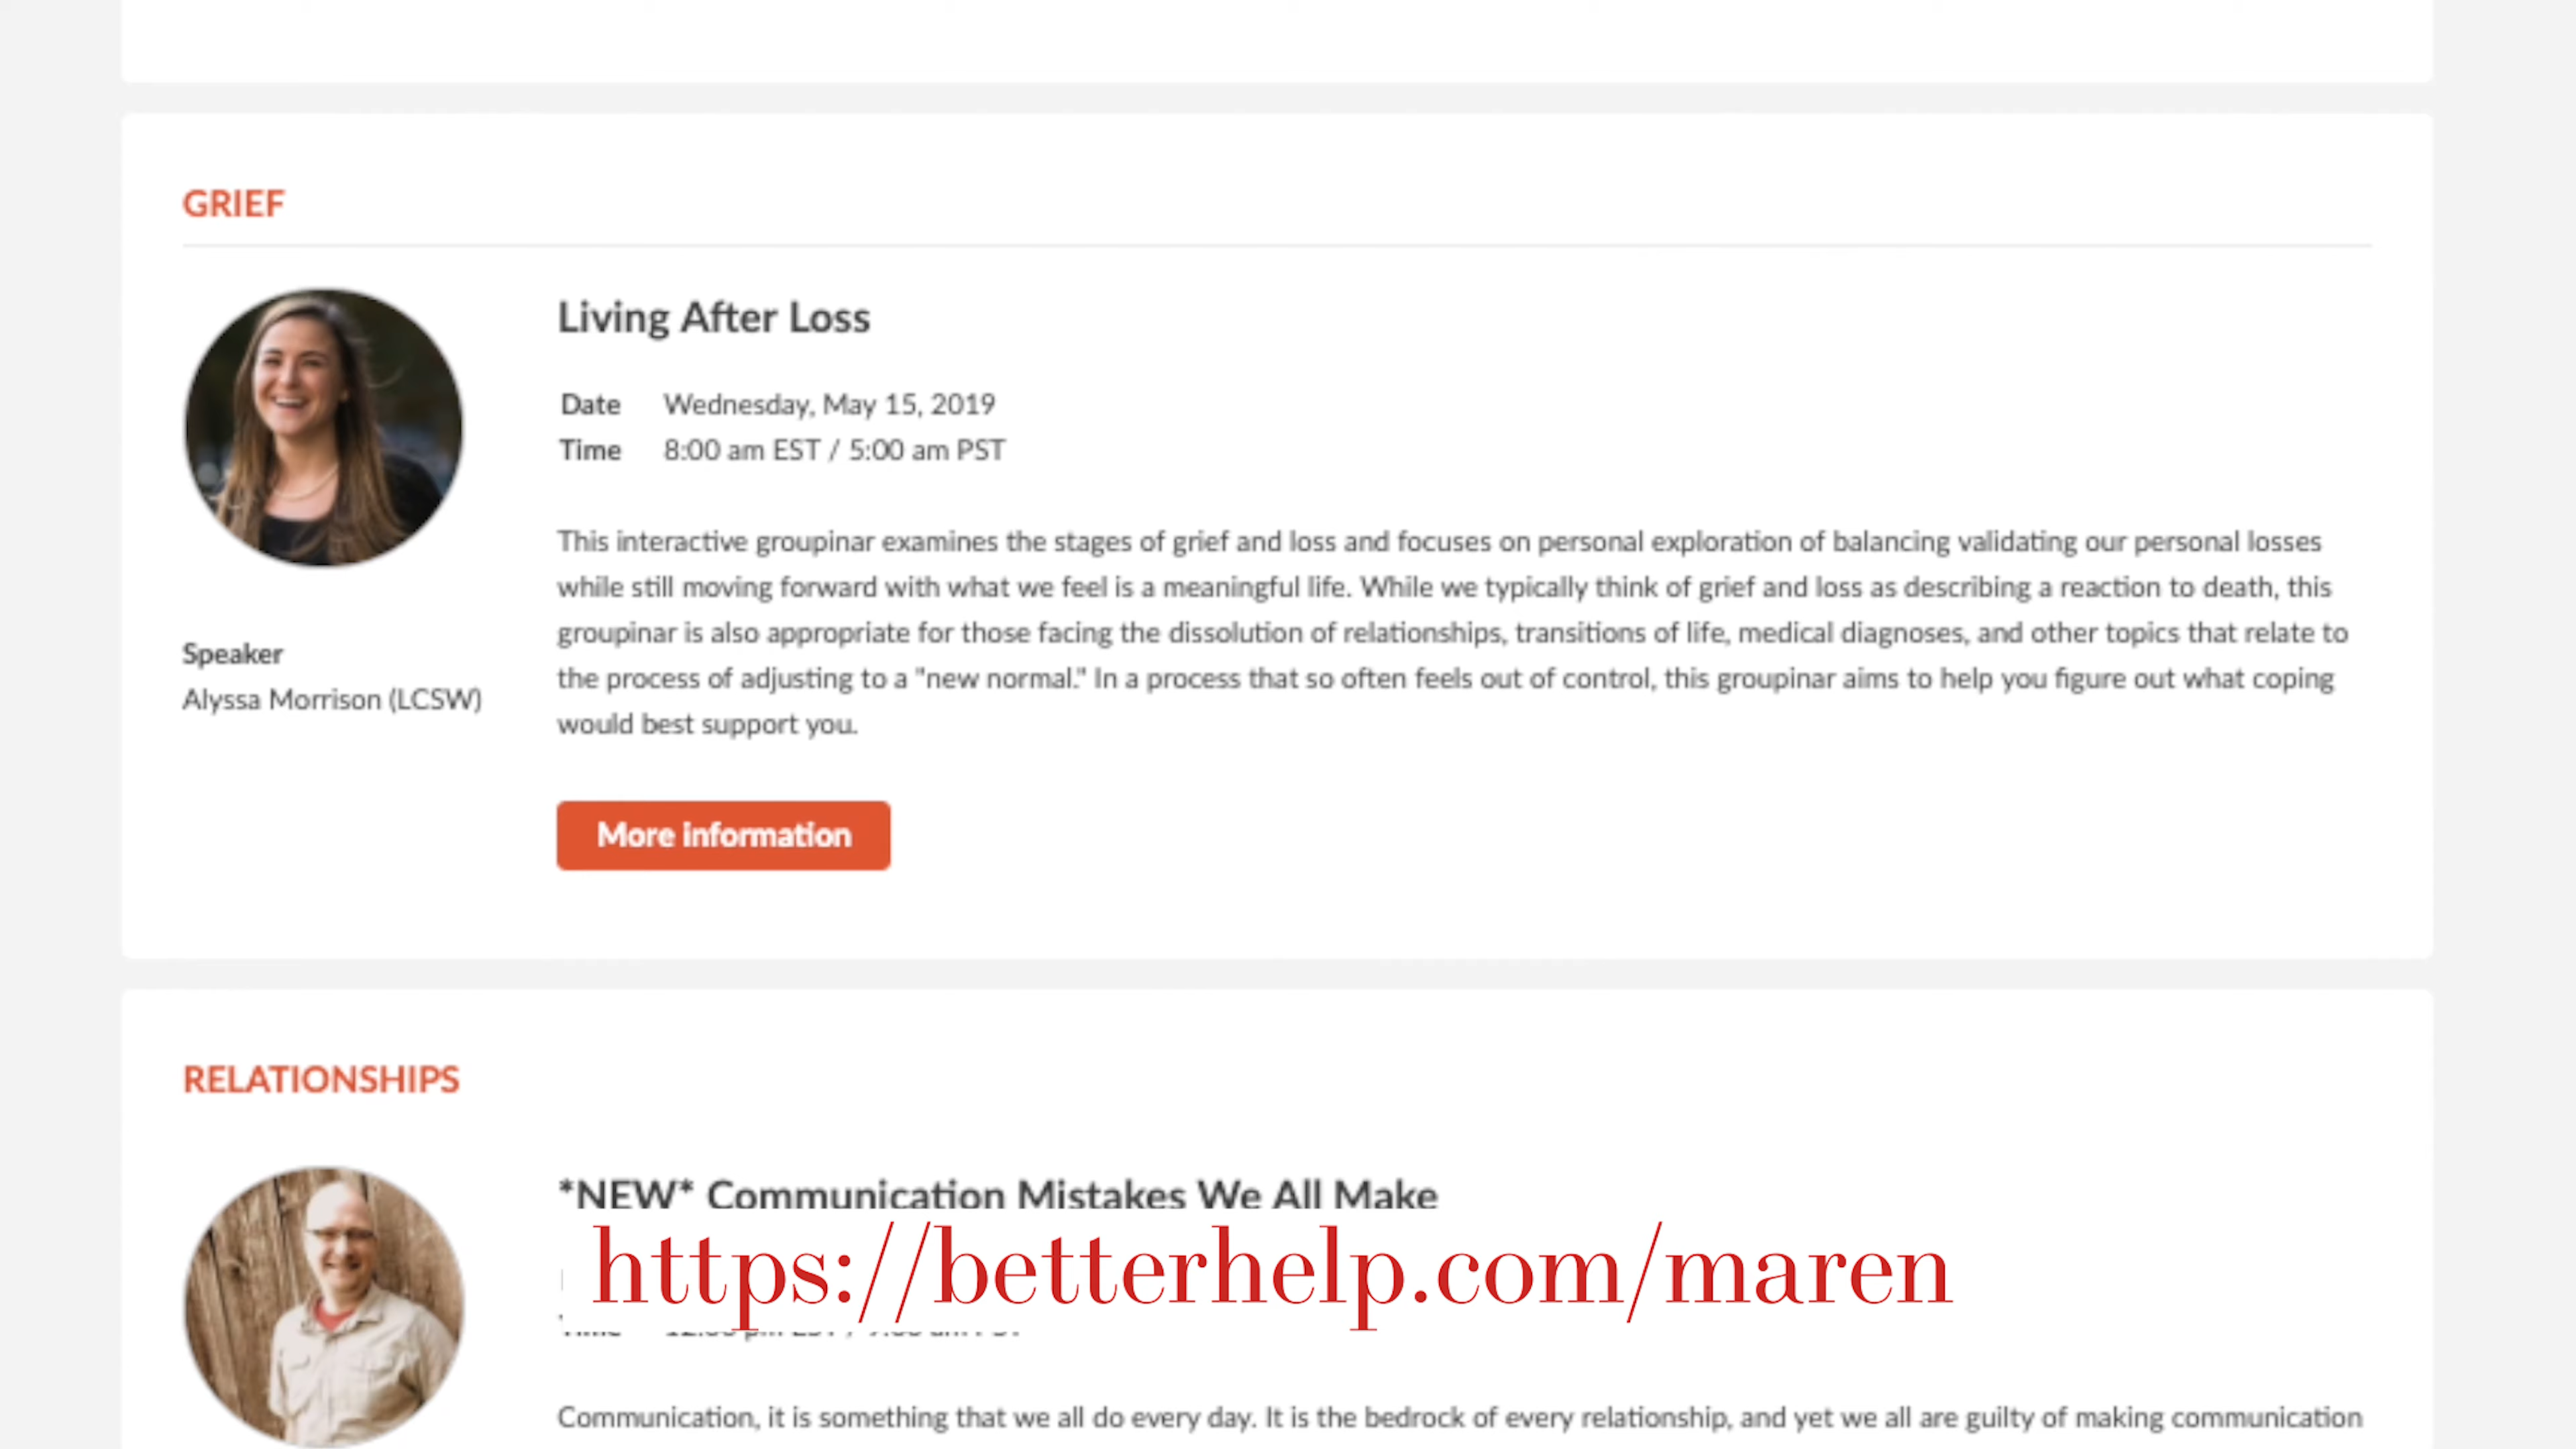 GRIEF
Living After Loss
Date Wednesday, May 15, 2019
Time 8:00 am EST / 5:00 am PST
This interactive groupinar examines the stages of grief and loss and focuses on personal exploration of balancing validating our personal losses
while still moving forward with what we feel is a meaningful life. While we typically think of grief and loss as describing a reaction to death, this
groupinar is also appropriate for those facing the dissolution of relationships, transitions of life, medical diagnoses, and other topics that relate to
the process of adjusting to a "new normal." In a process that so often feels out of control, this groupinar aims to help you figure out what coping
would best support you.
Speaker
Alyssa Morrison (LCSW)
More information
RELATIONSHIPS
*NEW* Communication Mistakes We All Make
https://betterhelp.com/maren
Communication, it is something that we all do every day. It is the bedrock of every relationship, and yet we all are guilty of making communication